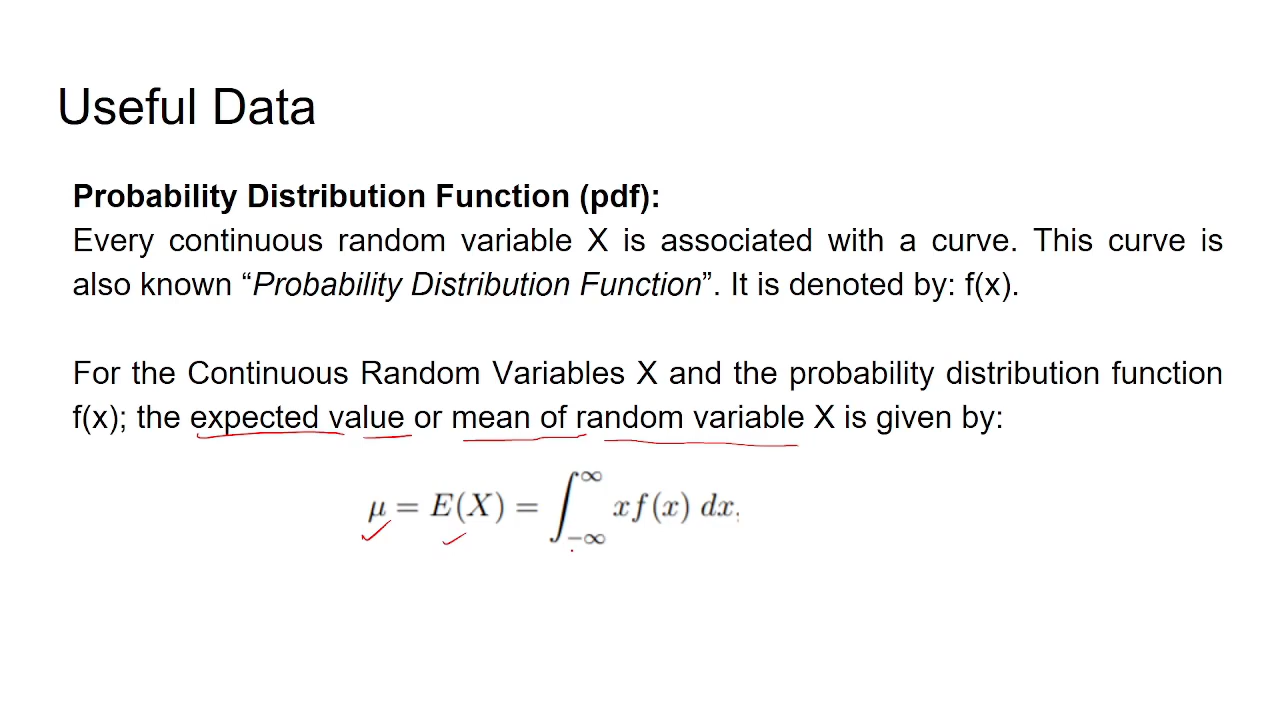 Useful Data
Probability Distribution Function (pdf):
Every continuous random variable X is associated with a curve. This curve is
also known “Probability Distribution Function”. It is denoted by: f(x).
For the Continuous Random Variables X and the probability distribution function
f(x); the expected value or mean of random variable X is given by:
μ = E(X) = ∫_{-∞}^{∞} xf(x) dx.